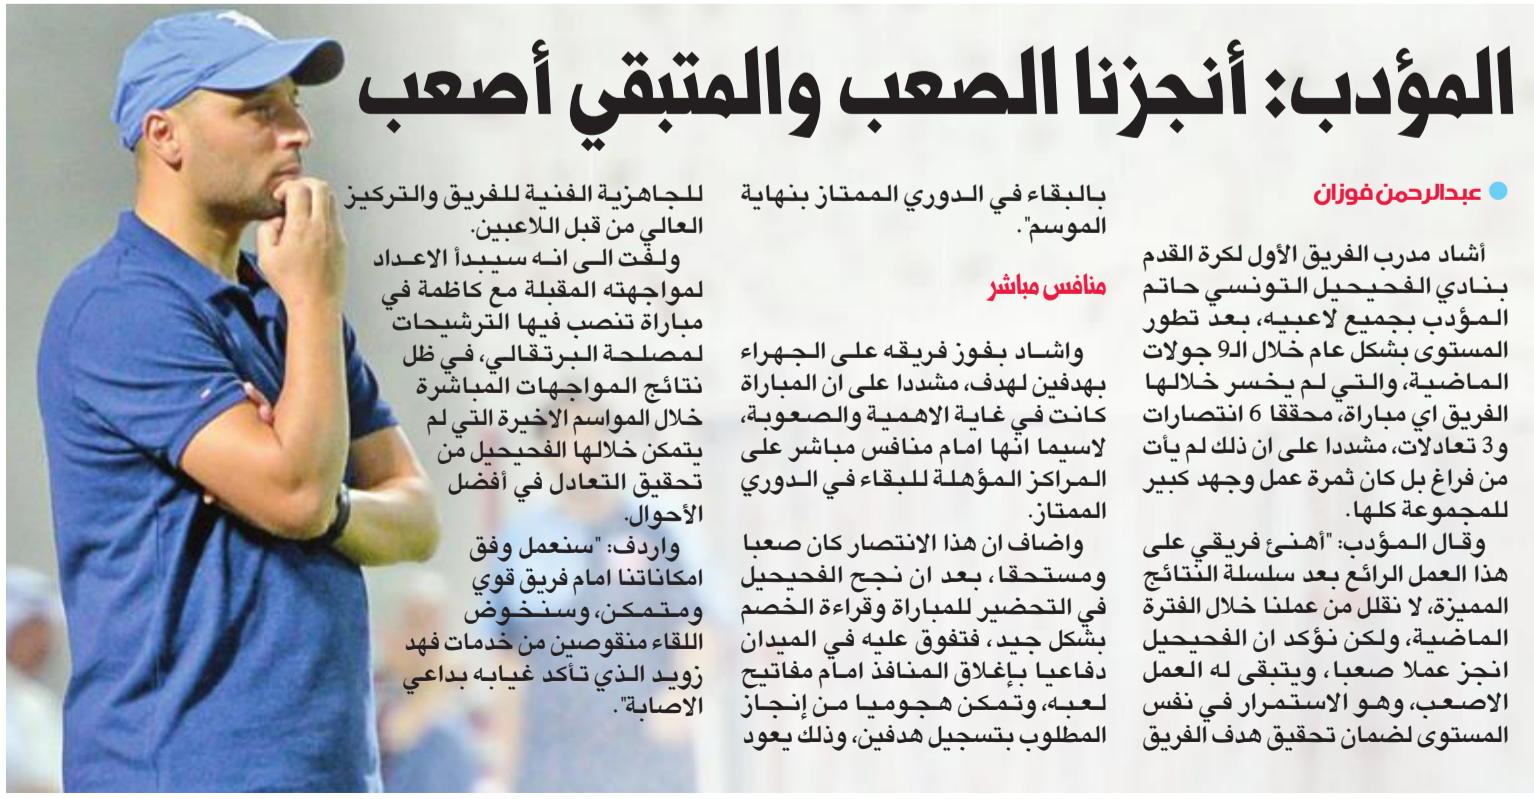 المؤدب: أنجزنا الصعب والمتبقي أصعب
عبدالرحمن فوزان
أشاد مدرب الفريق الأول لكرة القدم
بنادي الفحيحيل التونسي حاتم
المؤدب بجميع لاعبيه، بعد تطور
المستوى بشكل عام خلال الـ9 جولات
الماضية، والتي لم يخسر خلالها
الفريق اي مباراة، محققا 6 انتصارات
و3 تعادلات، مشددا على ان ذلك لم يأت
من فراغ بل كان ثمرة عمل وجهد كبير
للمجموعة كلها.
وقال المؤدب: "أهنئ فريقي على
هذا العمل الرائع بعد سلسلة النتائج
المميزة، لا نقلل من عملنا خلال الفترة
الماضية، ولكن نؤكد ان الفحيحيل
انجز عملا صعبا، ويتبقى له العمل
الاصعب، وهو الاستمرار في نفس
المستوى لضمان تحقيق هدف الفريق
بالبقاء في الدوري الممتاز بنهاية
الموسم".
منافس مباشر
واشاد بفوز فريقه على الجهراء
بهدفين لهدف، مشددا على ان المباراة
كانت في غاية الاهمية والصعوبة،
لاسيما انها امام منافس مباشر على
المراكز المؤهلة للبقاء في الدوري
الممتاز.
واضاف ان هذا الانتصار كان صعبا
ومستحقا، بعد ان نجح الفحيحيل
في التحضير للمباراة وقراءة الخصم
بشكل جيد، فتفوق عليه في الميدان
دفاعيا بإغلاق المنافذ امام مفاتيح
لعبه، وتمكن هجوميا من إنجاز
المطلوب بتسجيل هدفين، وذلك يعود
للجاهزية الفنية للفريق والتركيز
العالي من قبل اللاعبين.
ولفت الى انه سيبدأ الاعداد
لمواجهته المقبلة مع كاظمة في
مباراة تنصب فيها الترشيحات
لمصلحة البرتقالي، في ظل
نتائج المواجهات المباشرة
خلال المواسم الاخيرة التي لم
يتمكن خلالها الفحيحيل من
تحقيق التعادل في أفضل
الأحوال.
واردف: "سنعمل وفق
امكاناتنا امام فريق قوي
ومتمكن، وسنخوض
اللقاء منقوصين من خدمات فهد
زويد الذي تأكد غيابه بداعي
الاصابة".